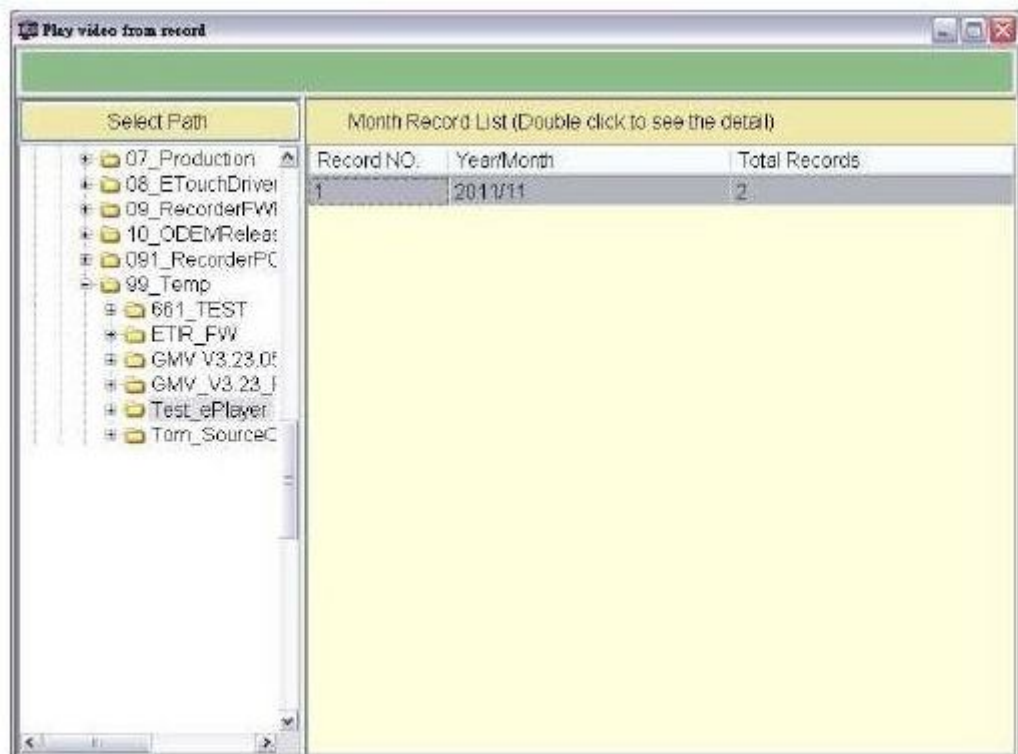 Play video from record
Select Path
Month Record List (Double click to see the detail)
07_Production
08_ETouchDriver
09_RecorderFW
10_ODEMReleas
091_RecorderPC
99_Temp
661_TEST
ETIR_FW
GMV V3.23.05
GMV_V3.23_
Test_ePlayer
Tom_SourceC
Record NO. Year/Month Total Records
1 2011/11 2